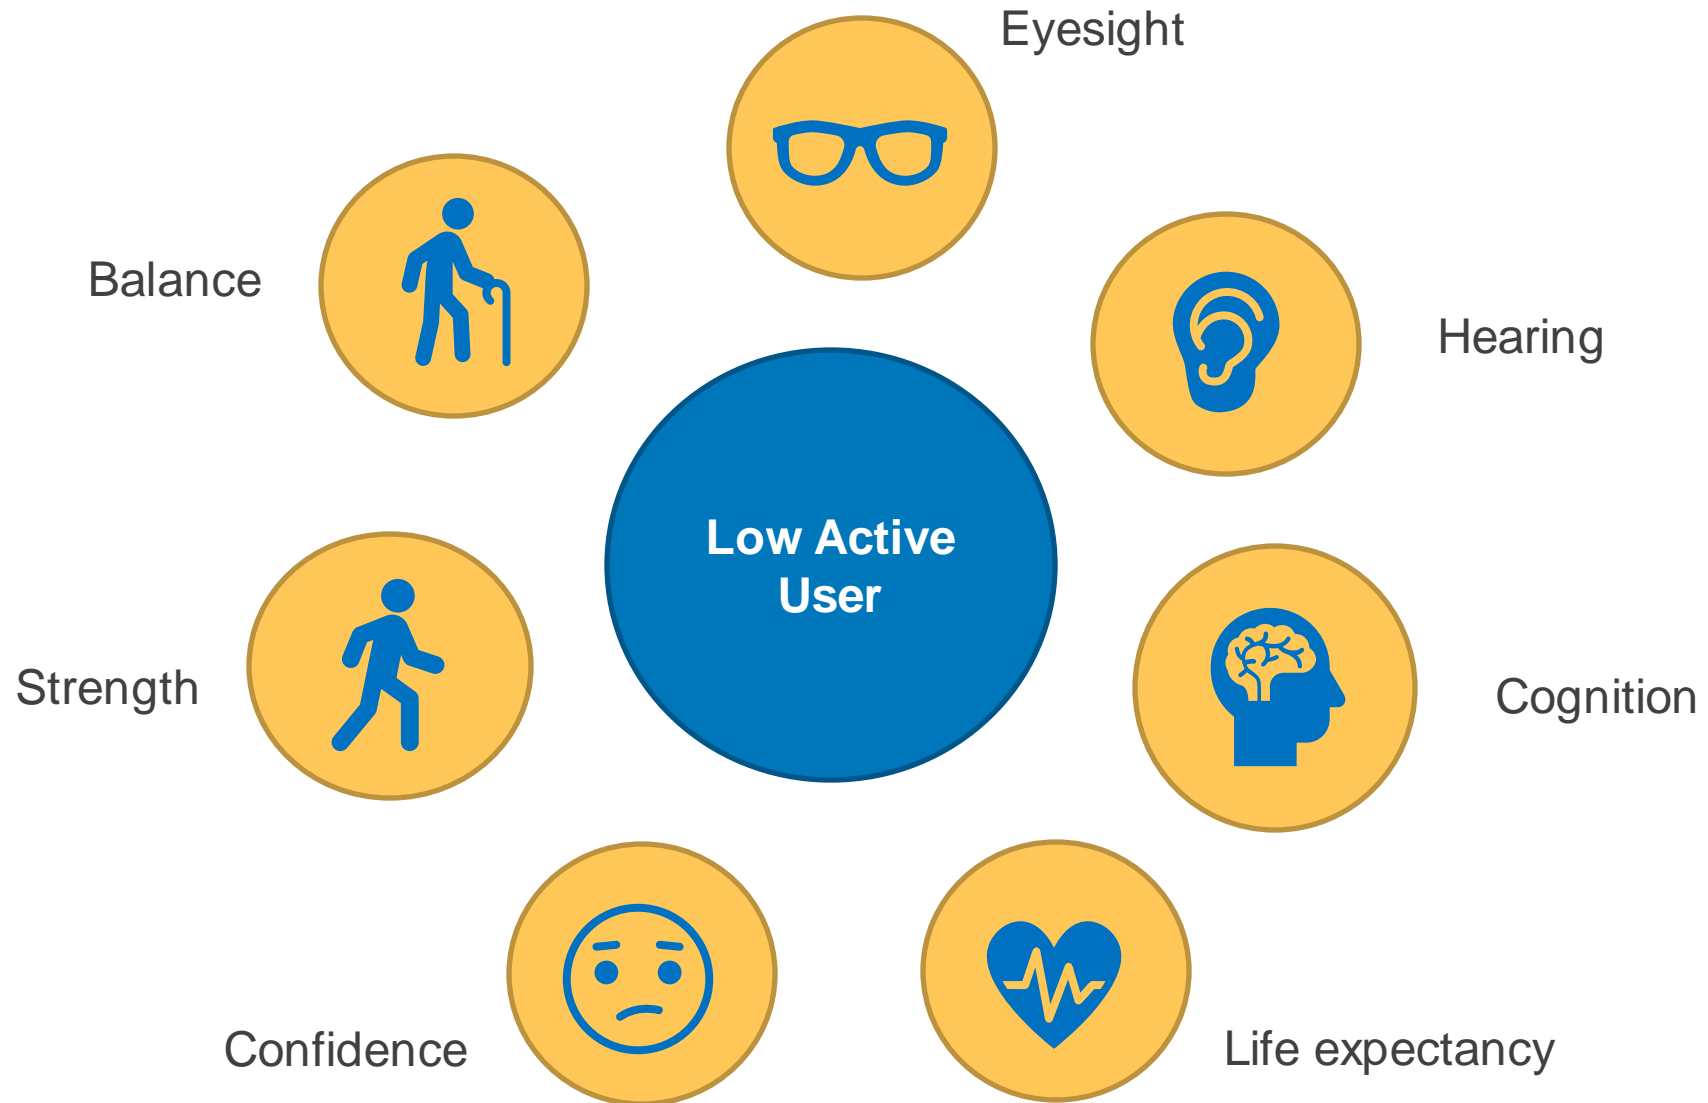 Eyesight
Balance
Hearing
Low Active
User
Strength
Cognition
Confidence
Life expectancy